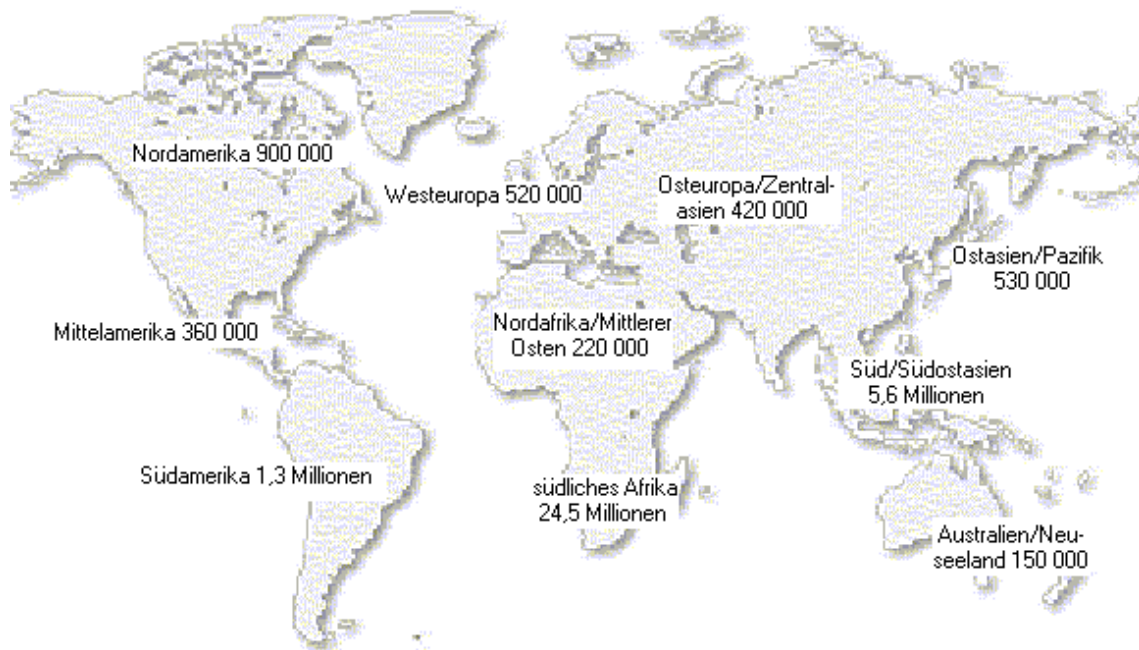 Nordamerika 900 000
Westeuropa 520 000
Osteuropa/Zentral-
asien 420 000
Ostasien/Pazifik
530 000
Mittelamerika 360 000
Nordafrika/Mittlerer
Osten 220 000
Süd/Südostasien
5,6 Millionen
Südamerika 1,3 Millionen
südliches Afrika
24,5 Millionen
Australien/Neu-
seeland 150 000